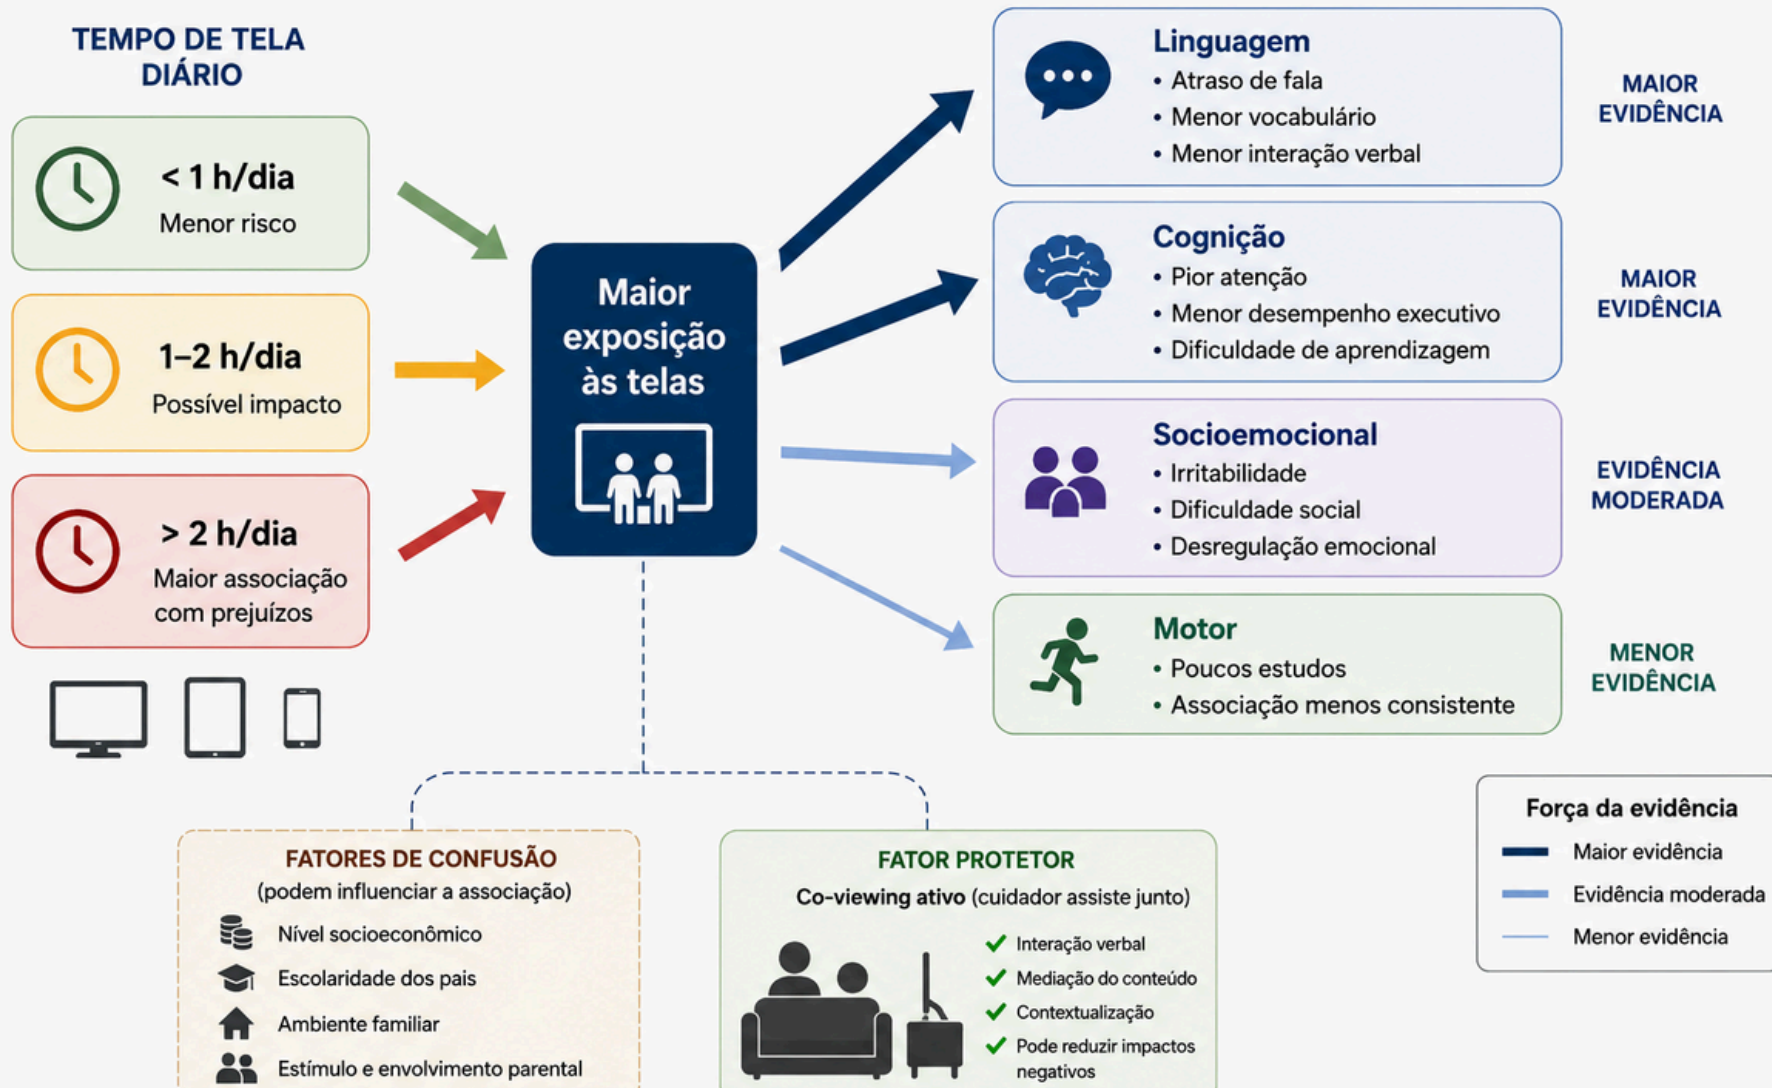 TEMPO DE TELA
DIÁRIO
< 1 h/dia
Menor risco
1–2 h/dia
Possível impacto
> 2 h/dia
Maior associação
com prejuízos
Maior
exposição
às telas
Linguagem
• Atraso de fala
• Menor vocabulário
• Menor interação verbal
MAIOR
EVIDÊNCIA
Cognição
• Pior atenção
• Menor desempenho executivo
• Dificuldade de aprendizagem
MAIOR
EVIDÊNCIA
Socioemocional
• Irritabilidade
• Dificuldade social
• Desregulação emocional
EVIDÊNCIA
MODERADA
Motor
• Poucos estudos
• Associação menos consistente
MENOR
EVIDÊNCIA
FATORES DE CONFUSÃO
(podem influenciar a associação)
Nível socioeconômico
Escolaridade dos pais
Ambiente familiar
Estímulo e envolvimento parental
FATOR PROTETOR
Co-viewing ativo (cuidador assiste junto)
Interação verbal
Mediação do conteúdo
Contextualização
Pode reduzir impactos
negativos
Força da evidência
Maior evidência
Evidência moderada
Menor evidência